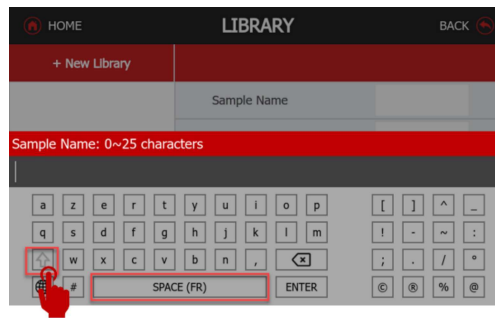 HOME LIBRARY BACK
+ New Library
Sample Name
Sample Name: 0~25 characters
a z e r t y u i o p [ ] ^ _
q s d f g h j k l m ! - ~ :
w x c v b n , ; . / °
# SPACE (FR) ENTER © ® % @